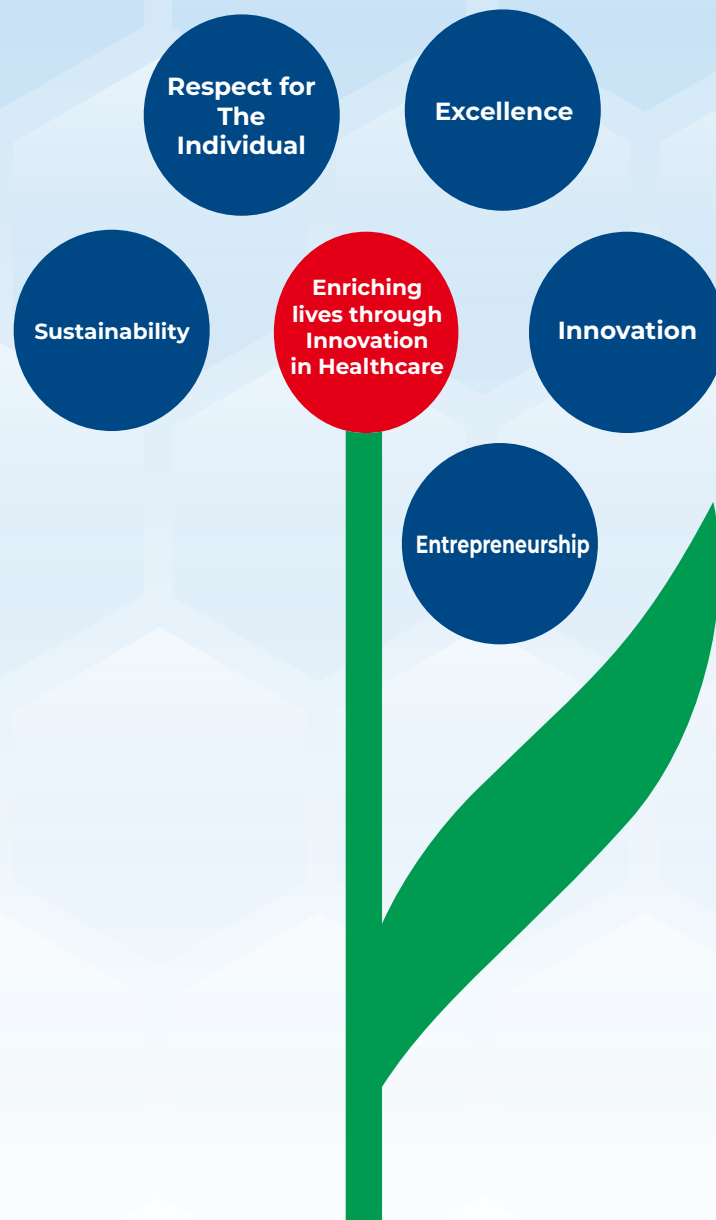 Respect for
The
Individual
Excellence
Sustainability
Enriching
lives through
Innovation
in Healthcare
Innovation
Entrepreneurship